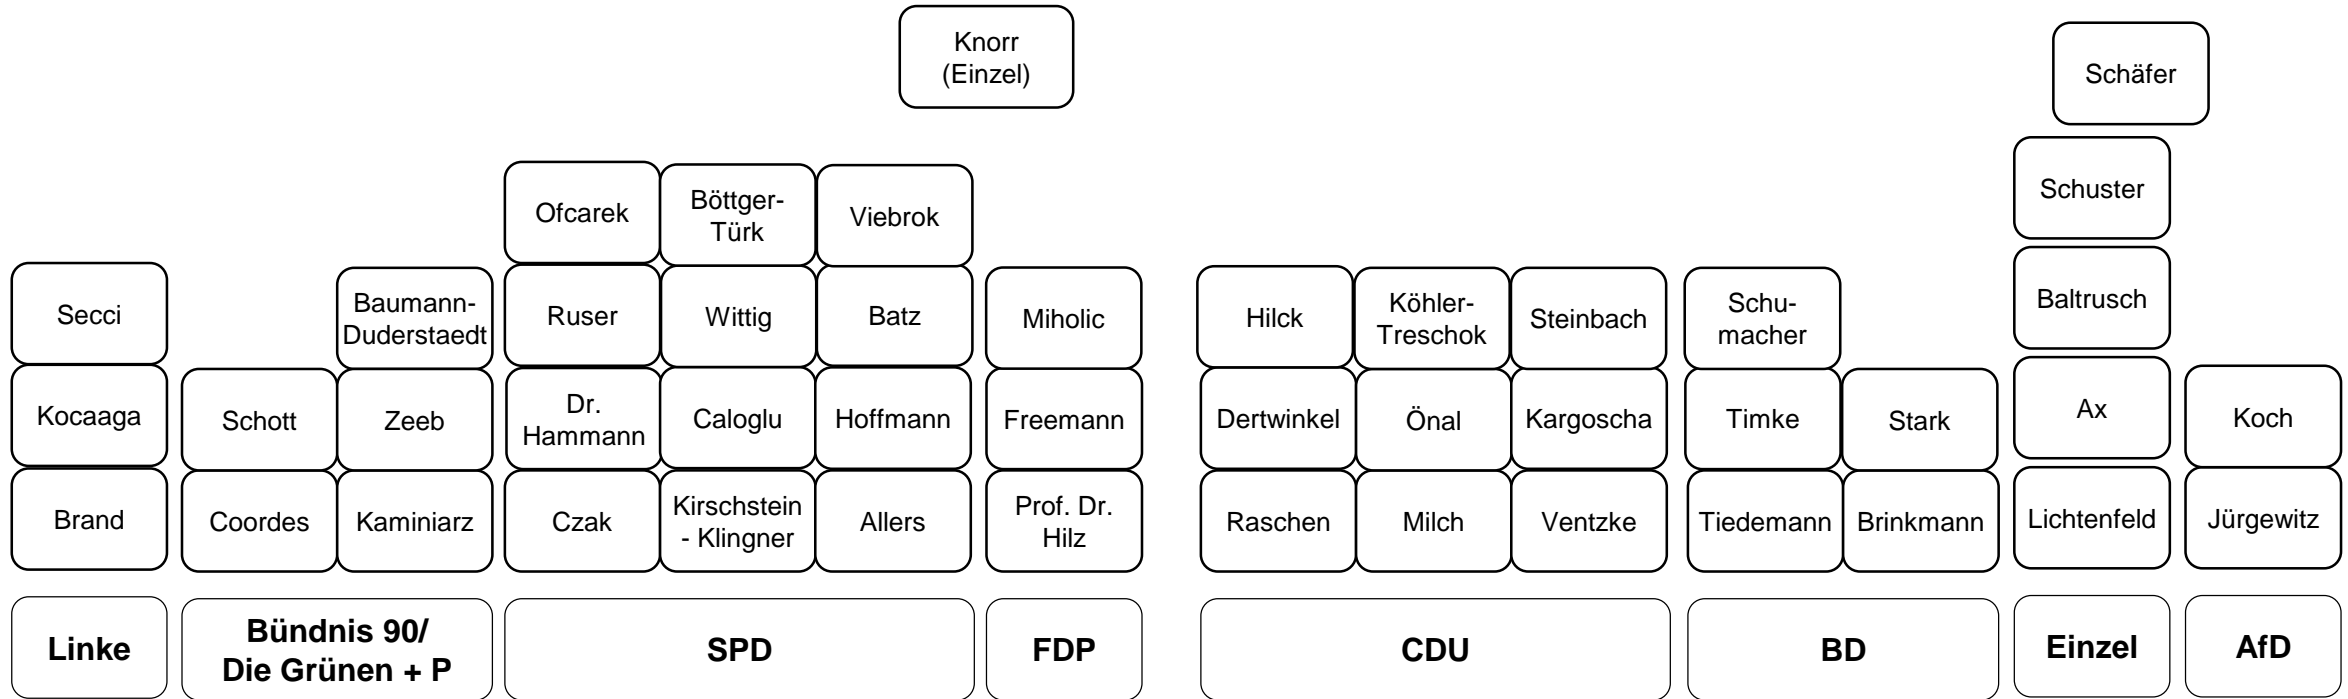 Knorr
(Einzel)
Schäfer
Schuster
Ofcarek
Böttger-
Türk
Viebrok
Baltrusch
Secci
Baumann-
Duderstaedt
Ruser
Wittig
Batz
Miholic
Hilck
Köhler-
Treschok
Steinbach
Schu-
macher
Ax
Kocaaga
Schott
Zeeb
Dr.
Hammann
Caloglu
Hoffmann
Freemann
Dertwinkel
Önal
Kargoscha
Timke
Stark
Koch
Brand
Coordes
Kaminiarz
Czak
Kirschstein
- Klingner
Allers
Prof. Dr.
Hilz
Raschen
Milch
Ventzke
Tiedemann
Brinkmann
Lichtenfeld
Jürgewitz
Linke
Bündnis 90/
Die Grünen + P
SPD
FDP
CDU
BD
Einzel
AfD